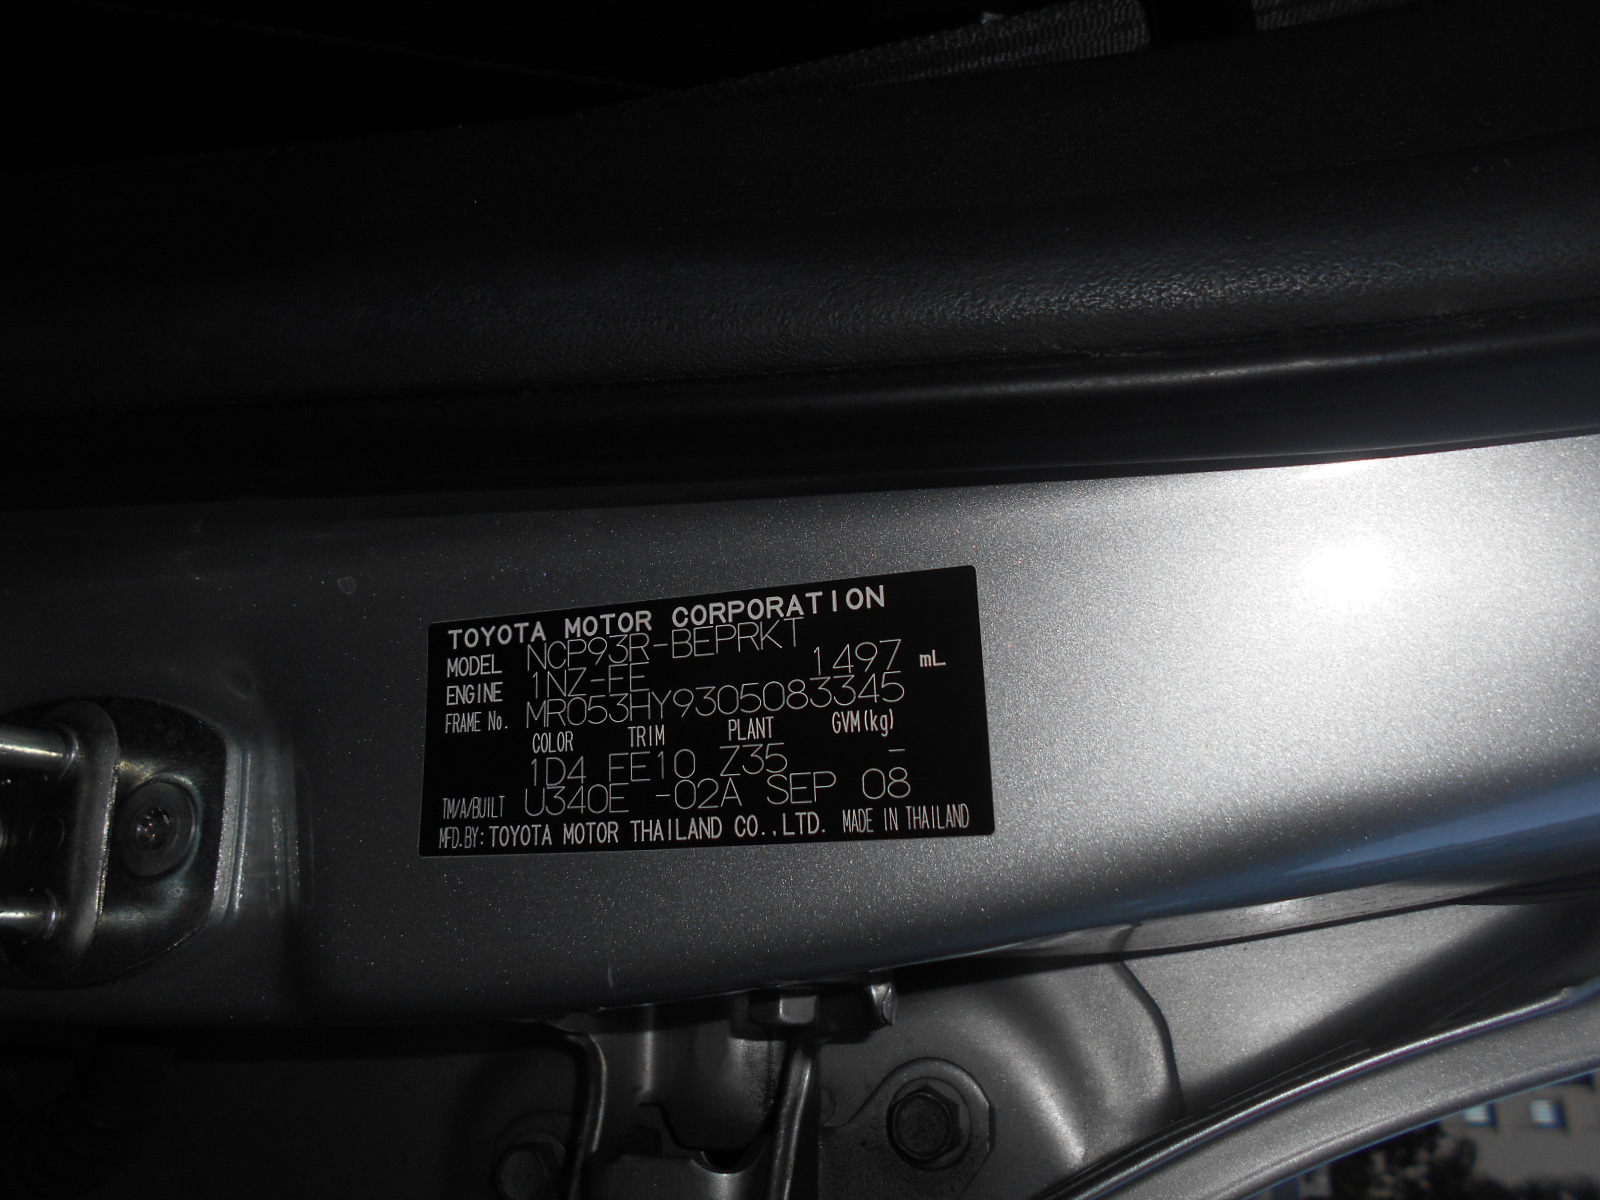 TOYOTA MOTOR CORPORATION
MODEL NCP93R-BEPRKT
ENGINE 1NZ-FE 1497 mL
FRAME No. MR053HY9305083345
COLOR TRIM PLANT GVM(kg)
1D4 FE10 Z35 -
TM/A/BUILT U340E -02A SEP 08
MFD.BY: TOYOTA MOTOR THAILAND CO.,LTD. MADE IN THAILAND